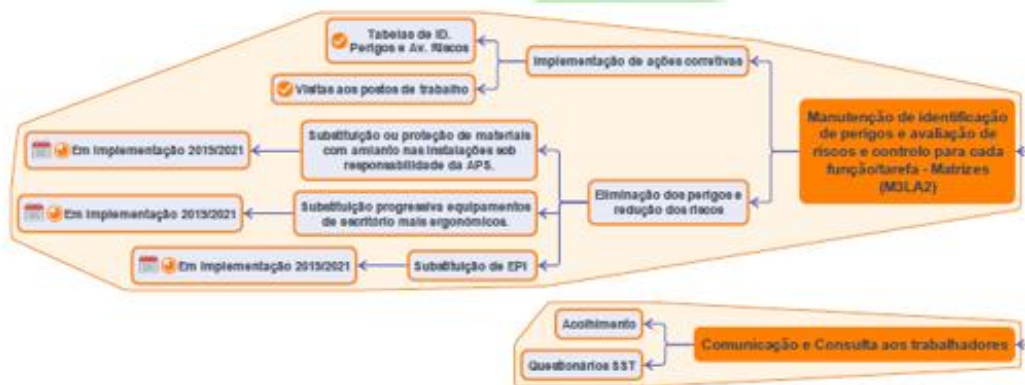 Tabelas de ID.
Perigos e Av. Riscos
Visitas aos postos de trabalho
Implementação de ações corretivas
Manutenção de identificação
de perigos e avaliação de
riscos e controlo para cada
função/tarefa - Matrizes
(M3LA2)
Em Implementação 2019/2021
Substituição ou proteção de materiais
com amianto nas instalações sob
responsabilidade da APS.
Em Implementação 2019/2021
Substituição progressiva equipamentos
de escritório mais ergonómicos.
Eliminação dos perigos e
redução dos riscos
Em Implementação 2019/2021
Substituição de EPI
Acolhimento
Questionários SST
Comunicação e Consulta aos trabalhadores